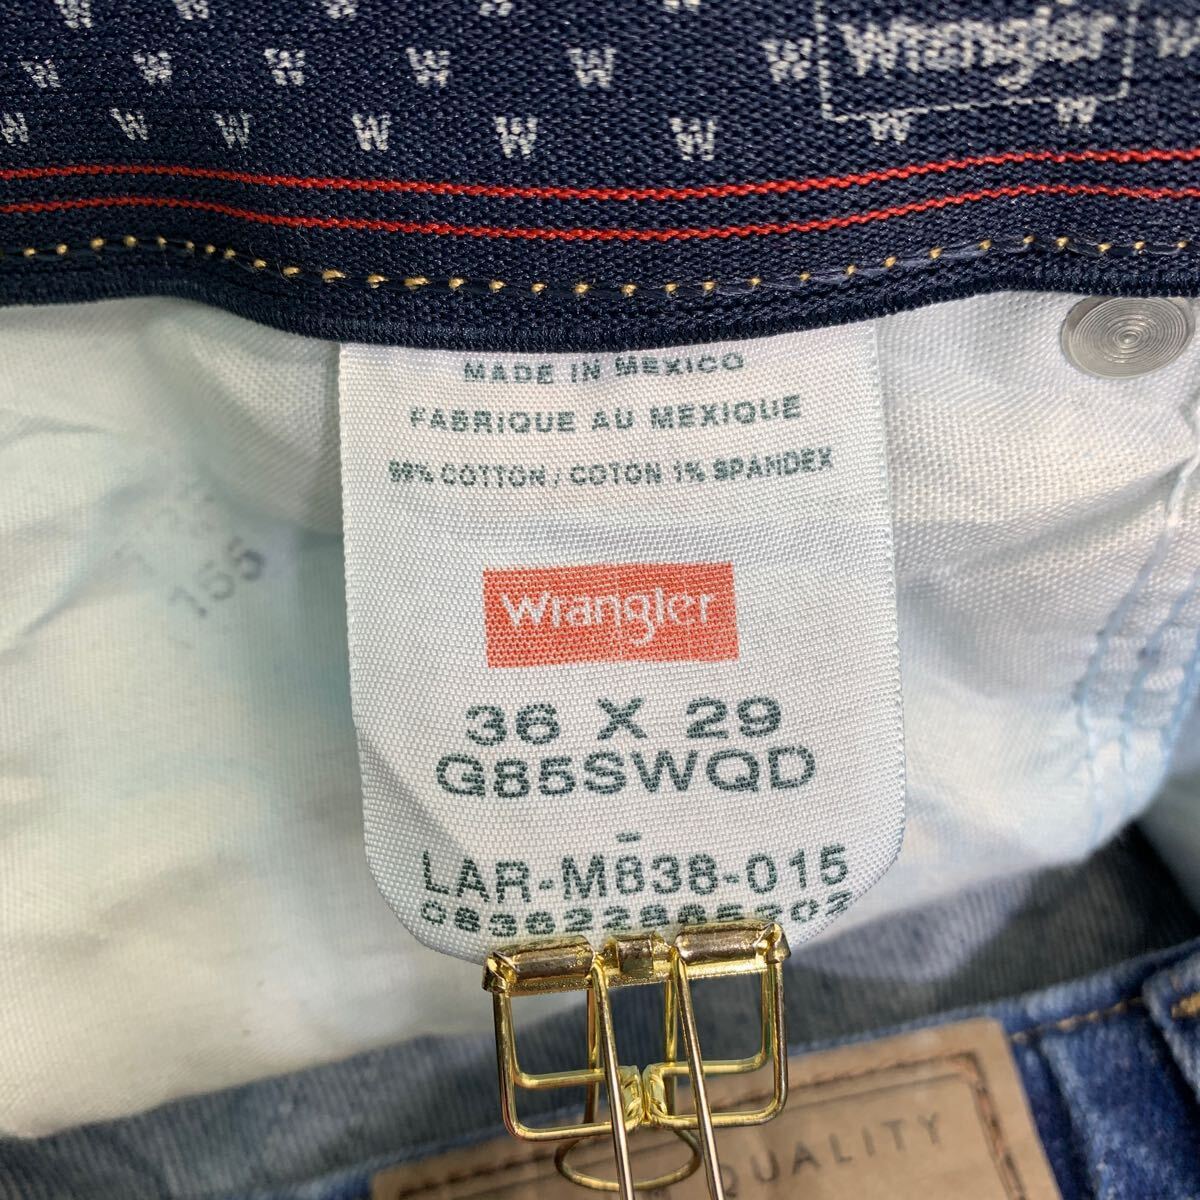 W W W W W W
W W W W W W Wrangler W
W W W W W W W W
MADE IN MEXICO
FABRIQUE AU MEXIQUE
99% COTTON / COTON 1% SPANDEX
Wrangler
36 X 29
G85SWQD
-
LAR-M838-015
155
QUALITY